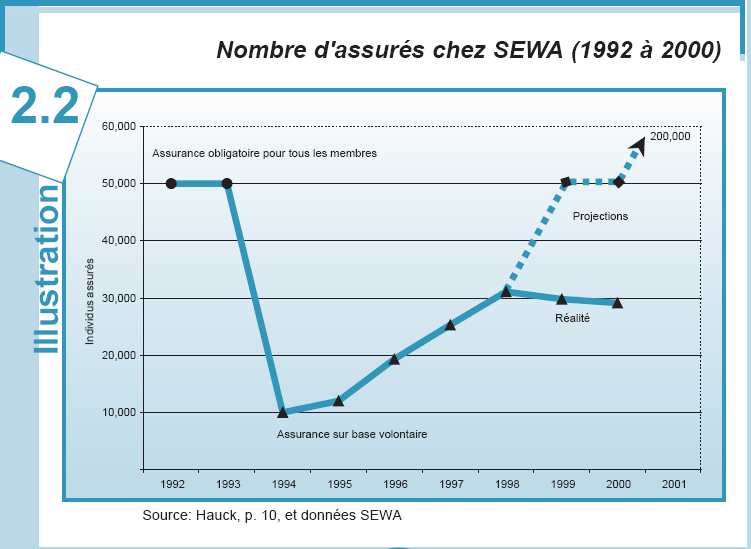 Nombre d'assurés chez SEWA (1992 à 2000)
2.2
Illustration
Individus assurés
60,000
50,000
40,000
30,000
20,000
10,000
Assurance obligatoire pour tous les membres
200,000
Projections
Réalité
Assurance sur base volontaire
1992 1993 1994 1995 1996 1997 1998 1999 2000 2001
Source: Hauck, p. 10, et données SEWA